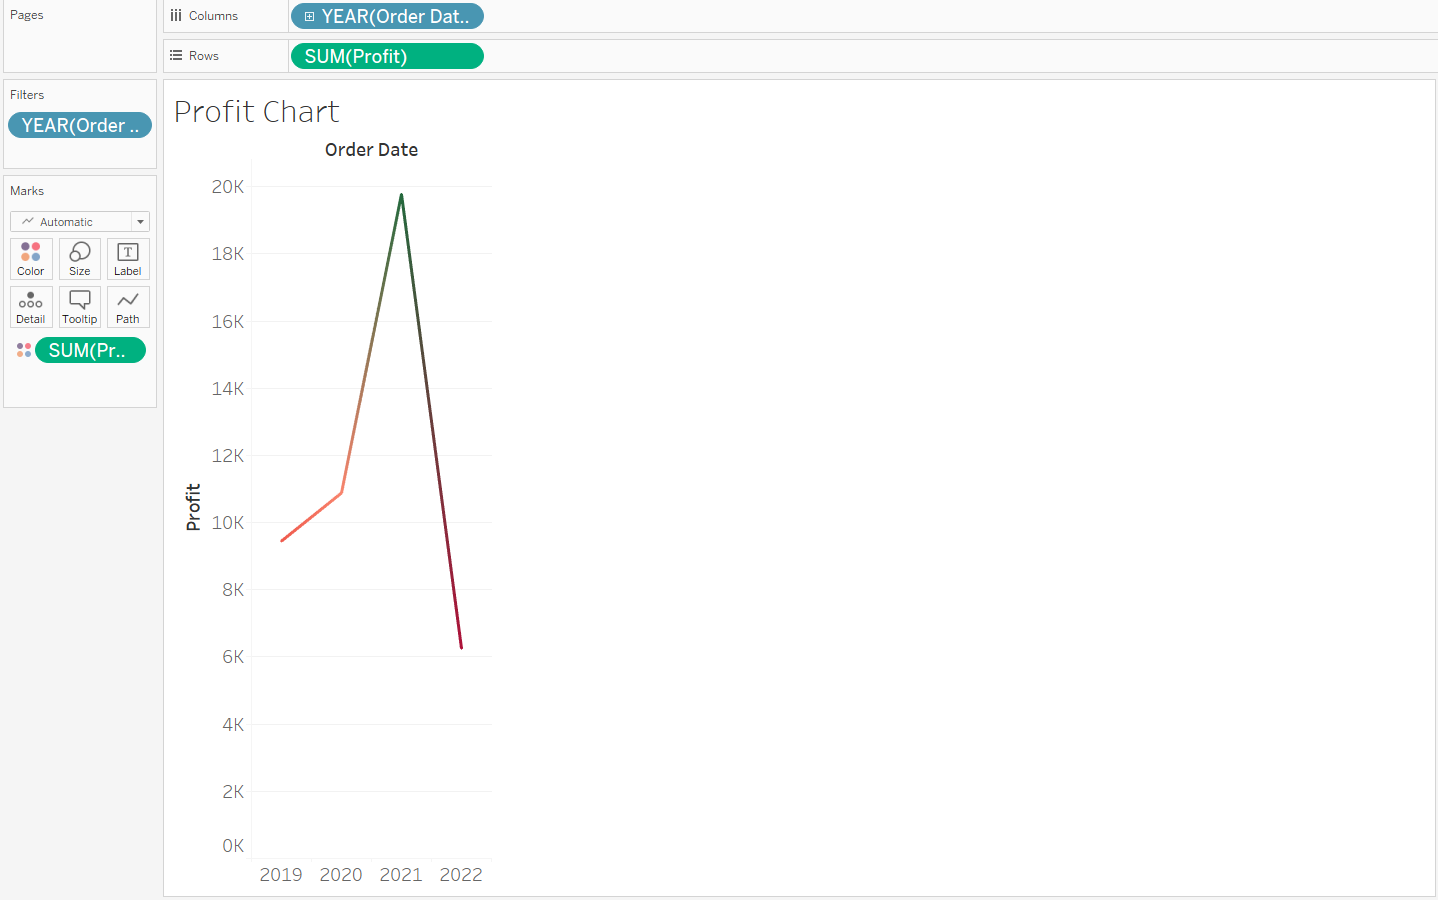 Pages
Columns
YEAR(Order Dat..
Rows
SUM(Profit)
Filters
YEAR(Order ..
Marks
Automatic
Color
Size
T
Label
Detail
Tooltip
Path
SUM(Pr..
Profit Chart
Order Date
20K
18K
16K
14K
12K
10K
8K
6K
4K
2K
0K
Profit
2019 2020 2021 2022